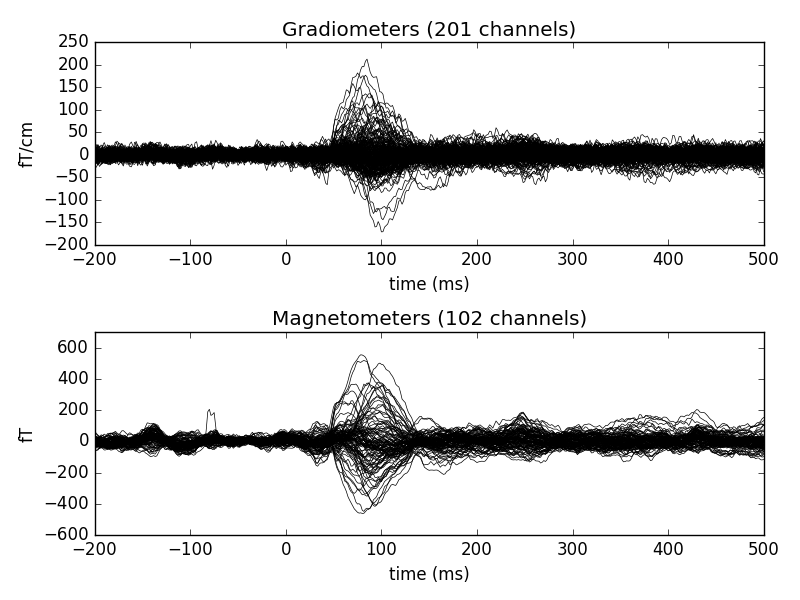 Gradiometers (201 channels)
250
200
150
100
50
0
−50
−100
−150
−200
fT/cm
−200 −100 0 100 200 300 400 500
time (ms)
Magnetometers (102 channels)
600
400
200
0
−200
−400
−600
fT
−200 −100 0 100 200 300 400 500
time (ms)